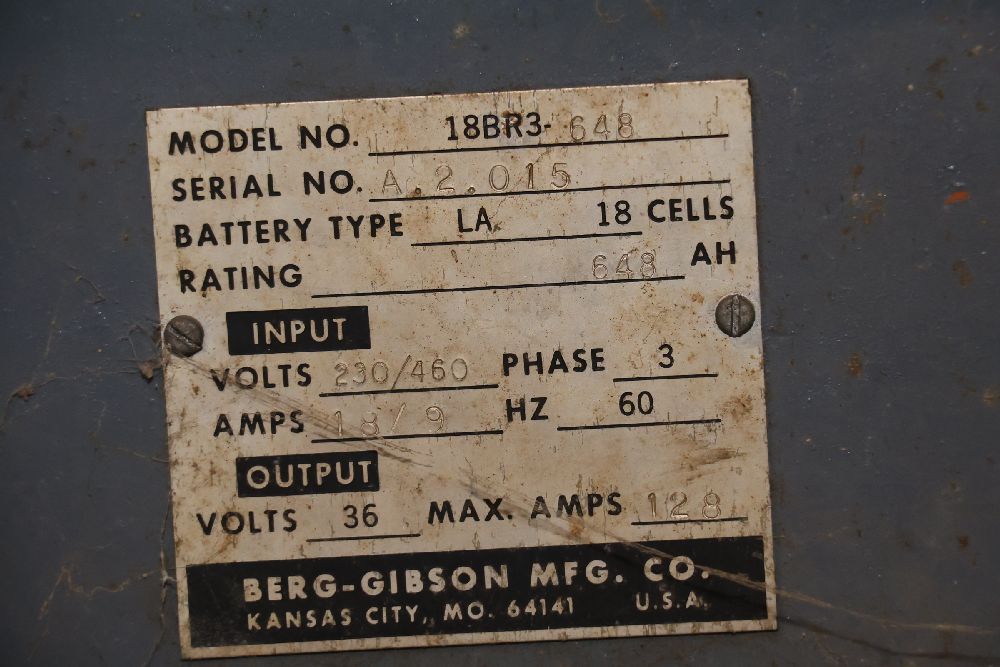 MODEL NO. 18BR3-648
SERIAL NO. A.2.015
BATTERY TYPE LA 18 CELLS
RATING 648 AH
INPUT
VOLTS 230/460 PHASE 3
AMPS 18/9 HZ 60
OUTPUT
VOLTS 36 MAX. AMPS 128
BERG-GIBSON MFG. CO.
KANSAS CITY, MO. 64141 U.S.A.